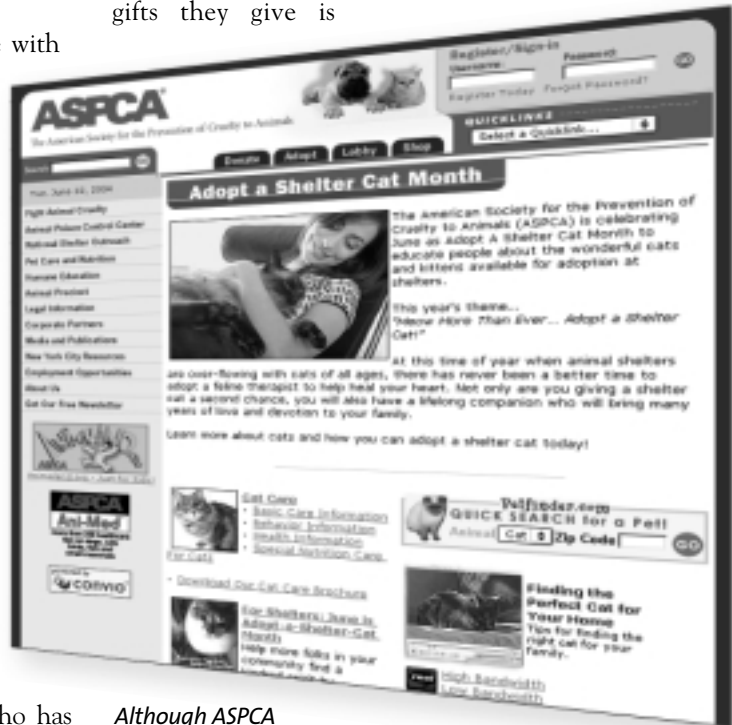 gifts they give is
with
ASPCA
The American Society for the Prevention of Cruelty to Animals
Register/Sign-in
Username:
Password:
Register Today Forgot Password?
QUICKLINKS
Select a Quicklink...
Donate Adopt Lobby Shop
Adopt a Shelter Cat Month
Fight Animal Cruelty
Animal Poison Control Center
National Shelter Outreach
Pet Care and Nutrition
Humane Education
Animal Precinct
Legal Information
Corporate Partners
Media and Publications
New York City Resources
Employment Opportunities
About Us
Get Our Free Newsletter
ASPCA
ASPCA
Ani-Med
convio
The American Society for the Prevention of
Cruelty to Animals (ASPCA) is celebrating
June as Adopt A Shelter Cat Month to
educate people about the wonderful cats
and kittens available for adoption at
shelters.
This year's theme...
"Meow More Than Ever... Adopt a Shelter
Cat!"
At this time of year when animal shelters
are over-flowing with cats of all ages, there has never been a better time to
adopt a feline therapist to help heal your heart. Not only are you giving a shelter
cat a second chance, you will also have a lifelong companion who will bring many
years of love and devotion to your family.
Learn more about cats and how you can adopt a shelter cat today!
Cat Care
• Basic Care Information
• Behavior Information
• Health Information
• Special Nutrition Care
For Cats
• Download Our Cat Care Brochure
For Shelters: June is
Adopt-a-Shelter-Cat
Month
Help more folks in your
community find a
Petfinder.com
QUICK SEARCH for a Pet!
Animal Cat Zip Code GO
Finding the
Perfect Cat for
Your Home
Tips for finding the
right cat for your
family.
High Bandwidth
Low Bandwidth
ho has
Although ASPCA